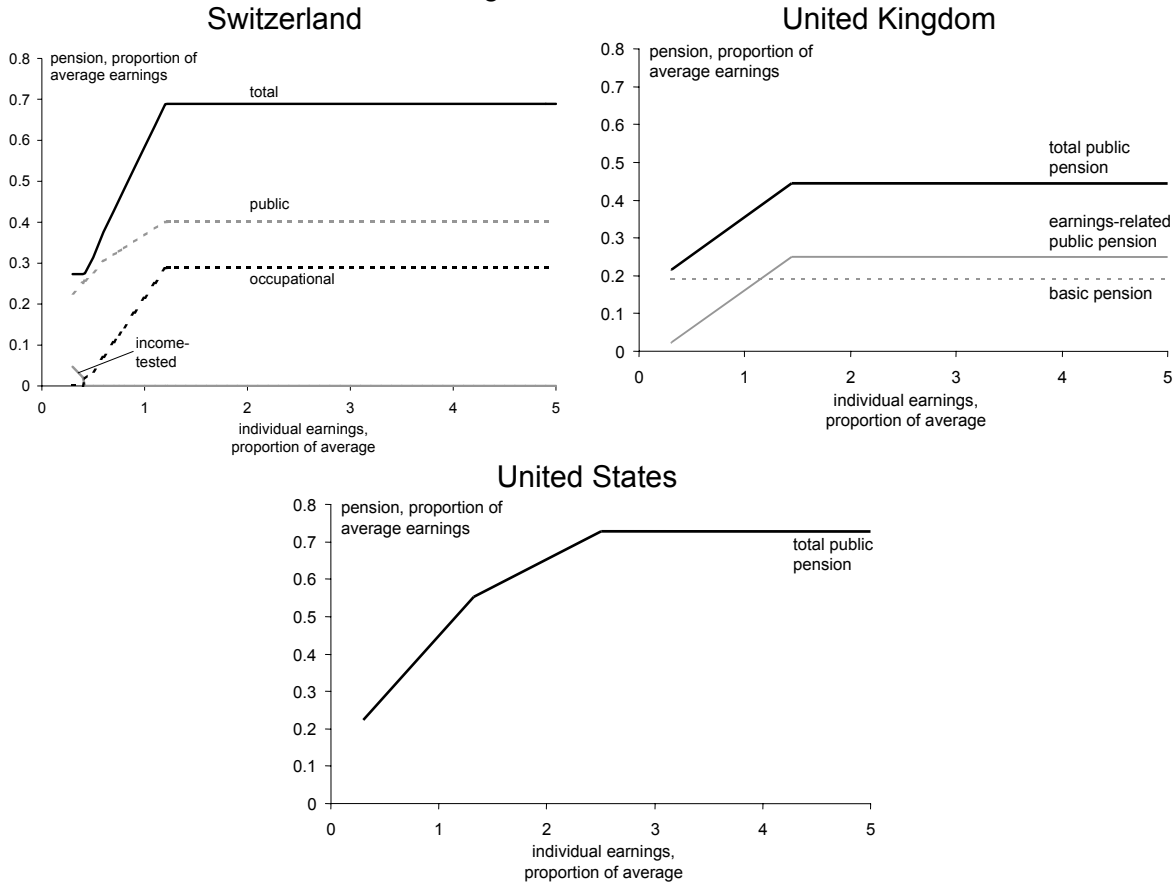 Switzerland
pension, proportion of
average earnings
0.8
0.7
0.6
0.5
0.4
0.3
0.2
0.1
0
total
public
occupational
income-
tested
0 1 2 3 4 5
individual earnings,
proportion of average
United Kingdom
pension, proportion of
average earnings
0.8
0.7
0.6
0.5
0.4
0.3
0.2
0.1
0
total public
pension
earnings-related
public pension
basic pension
0 1 2 3 4 5
individual earnings,
proportion of average
United States
pension, proportion of
average earnings
0.8
0.7
0.6
0.5
0.4
0.3
0.2
0.1
0
total public
pension
0 1 2 3 4 5
individual earnings,
proportion of average